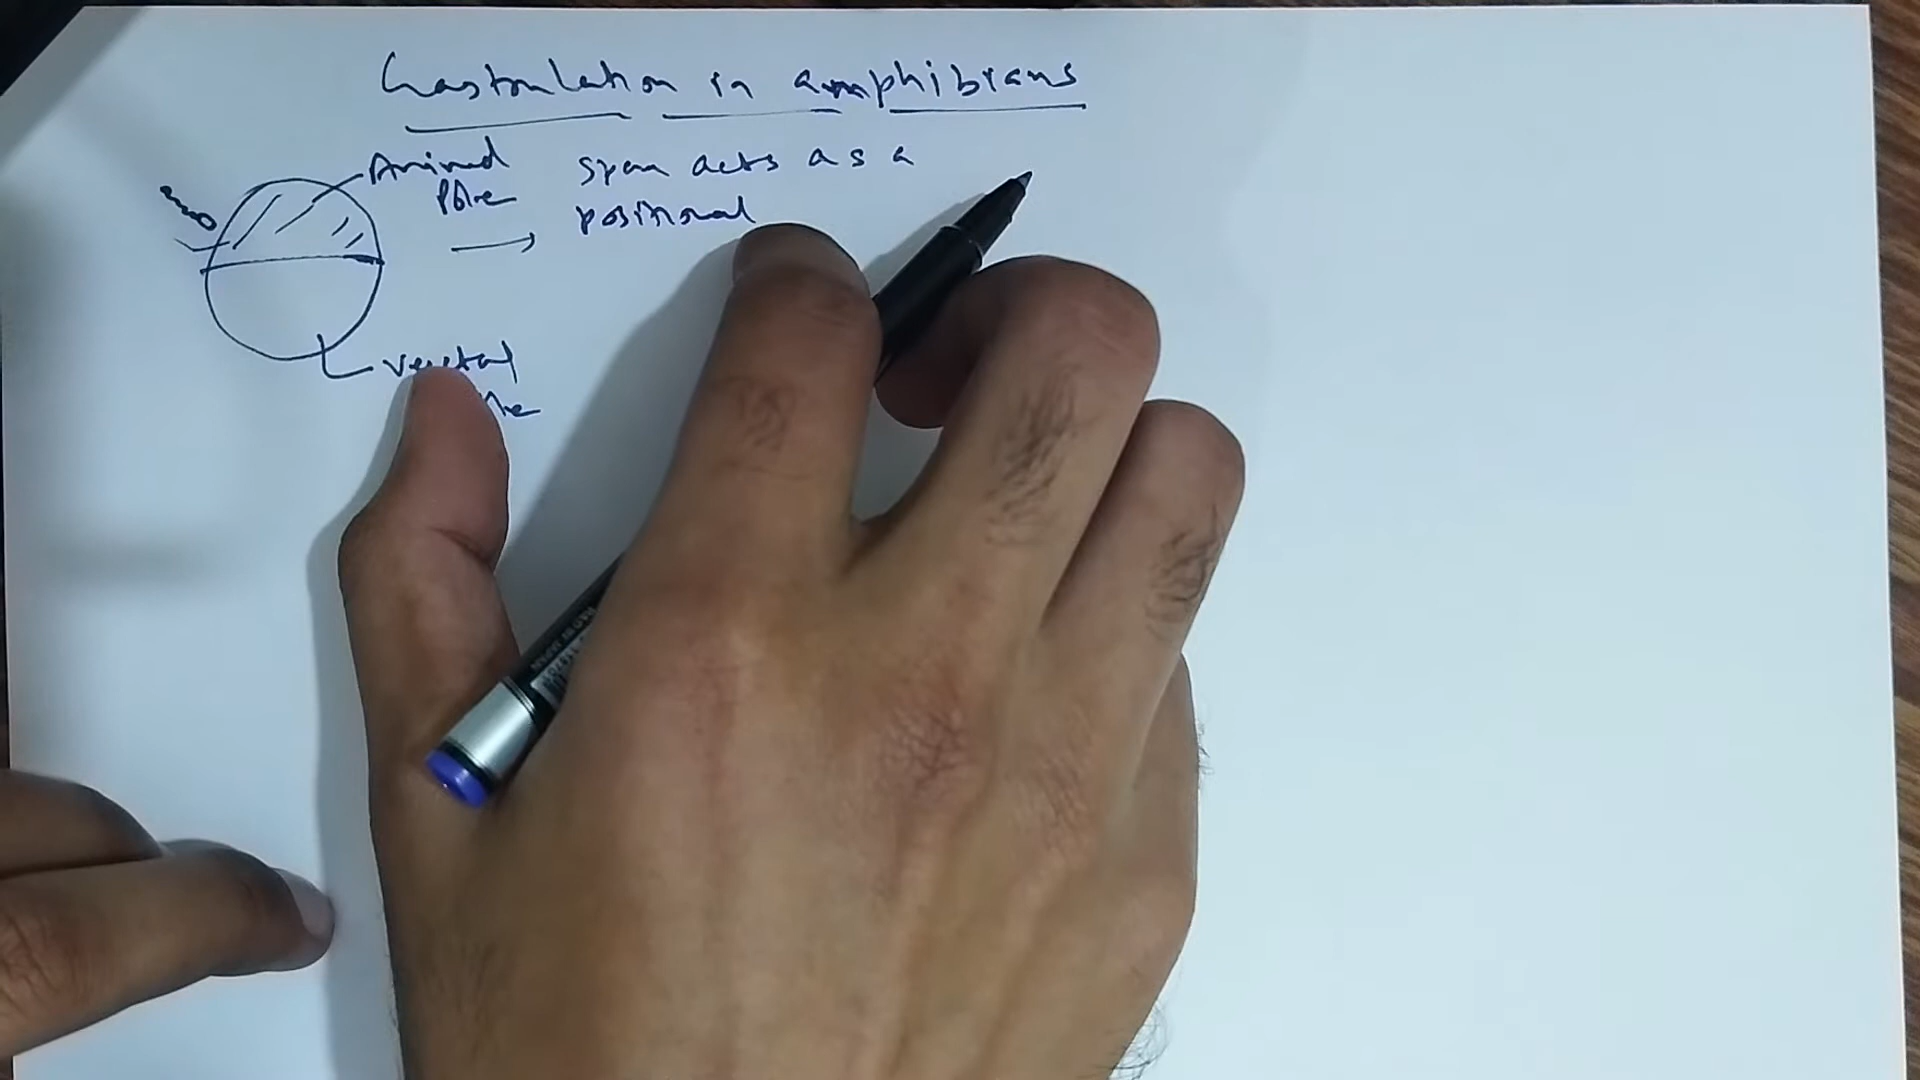 Gastrulation in amphibians
Animal
Pole
sperm acts as a
positional
vegetal